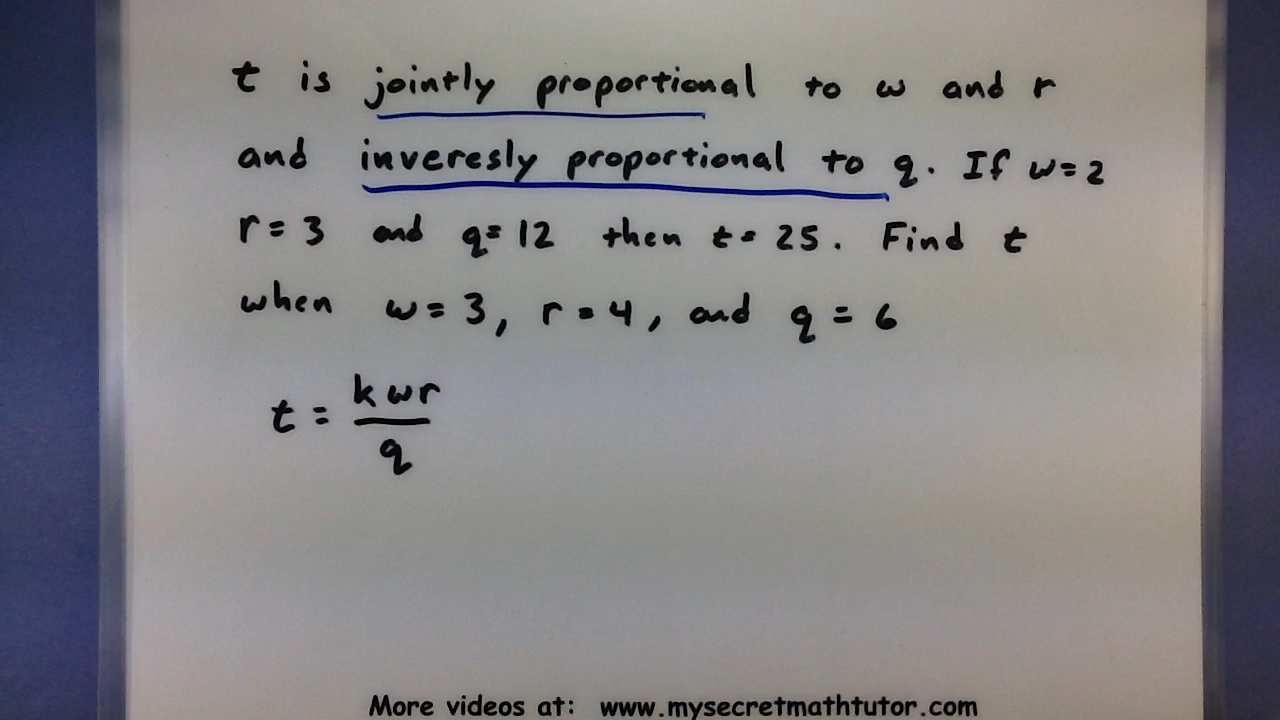 t is jointly proportional to w and r
and inveresly proportional to q. If w=2
r=3 and q=12 then t=25. Find t
when w=3, r=4, and q=6
t = kwr
q
More videos at: www.mysecretmathtutor.com